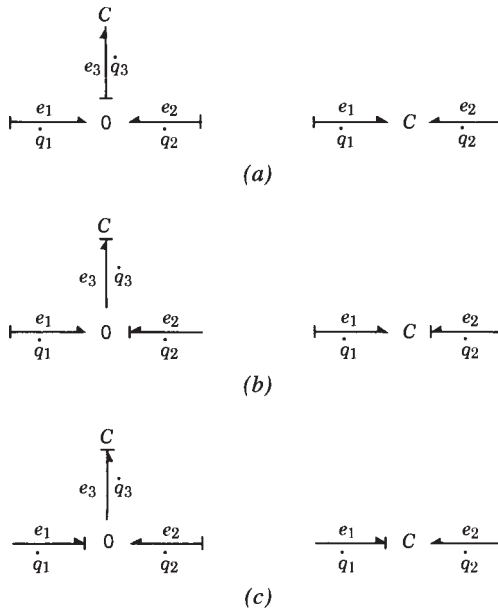 C
e₃ q̇₃
e₁ 0 e₂ e₁ C e₂
q̇₁ q̇₂ q̇₁ q̇₂
(a)
C
e₃ q̇₃
e₁ 0 e₂ e₁ C e₂
q̇₁ q̇₂ q̇₁ q̇₂
(b)
C
e₃ q̇₃
e₁ 0 e₂ e₁ C e₂
q̇₁ q̇₂ q̇₁ q̇₂
(c)